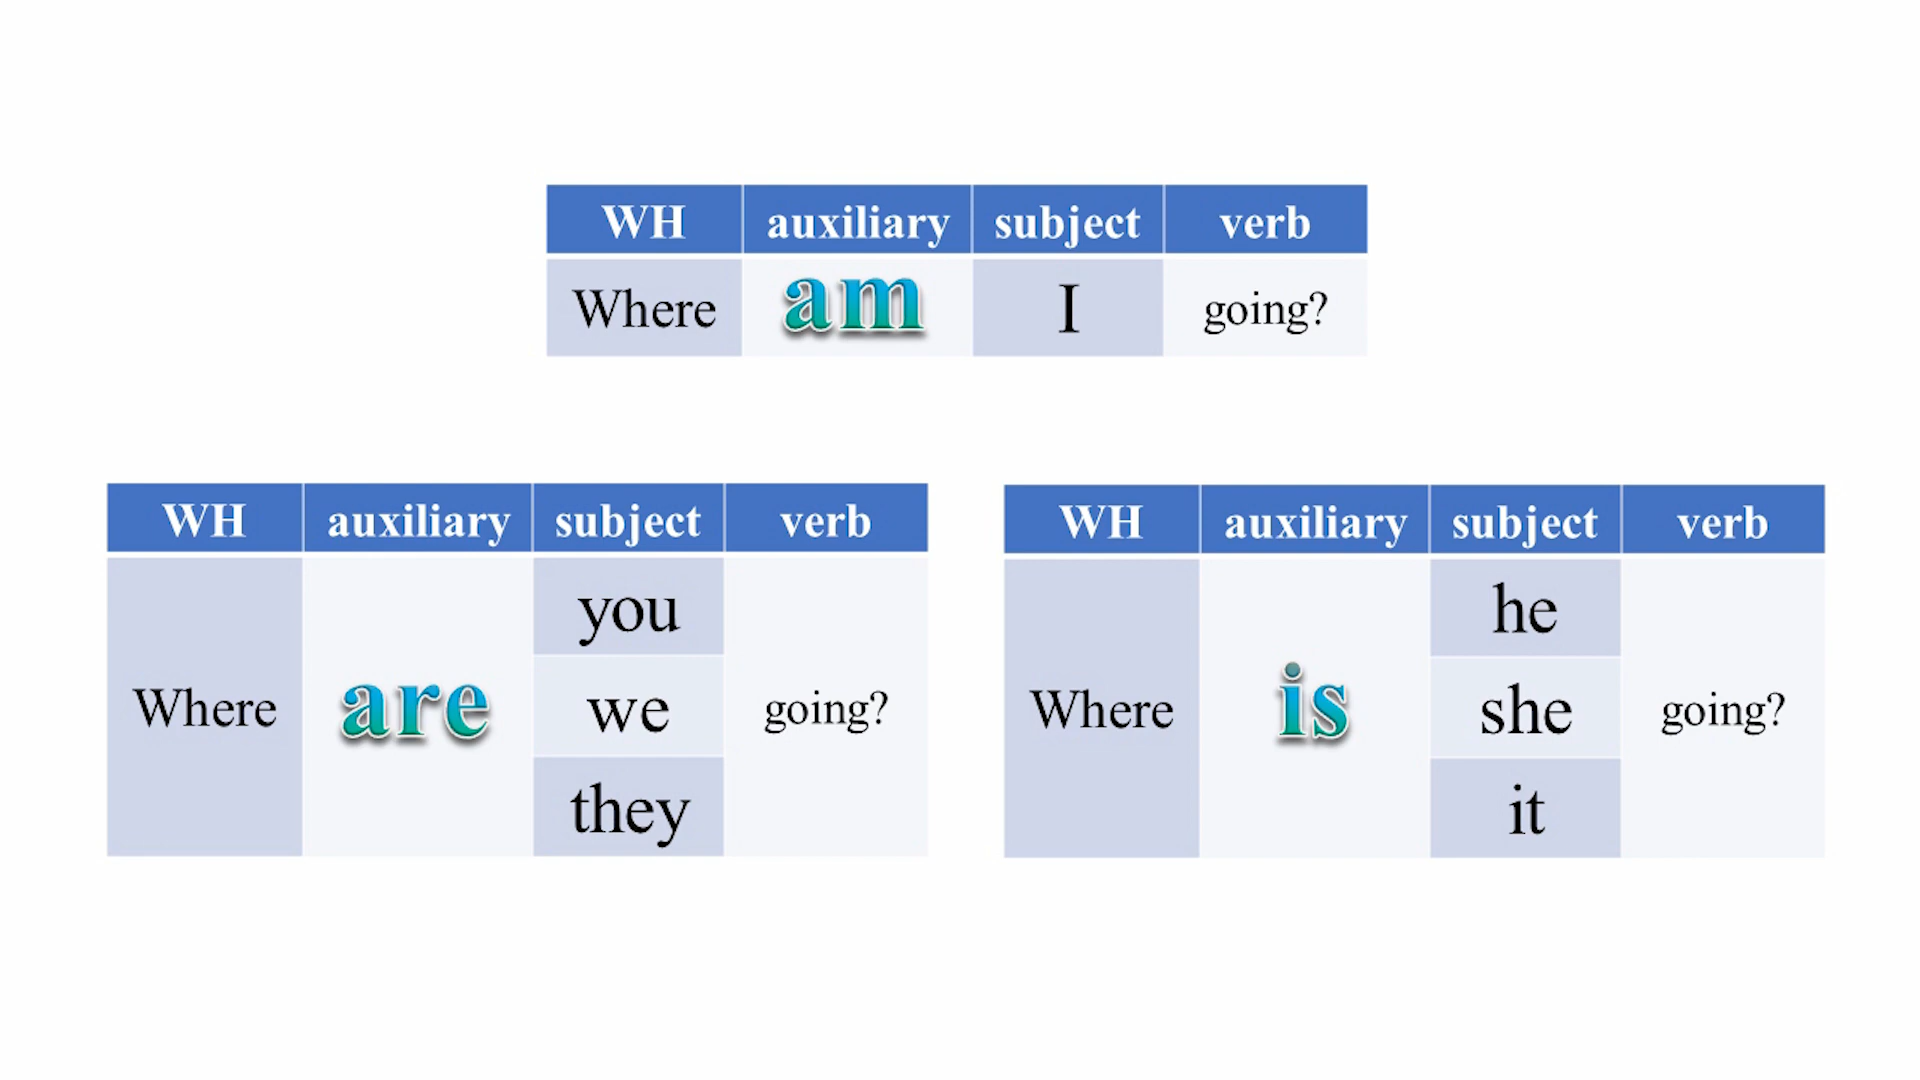 WH auxiliary subject verb
Where am I going?
WH auxiliary subject verb
you
Where are we going?
they
WH auxiliary subject verb
he
Where is she going?
it